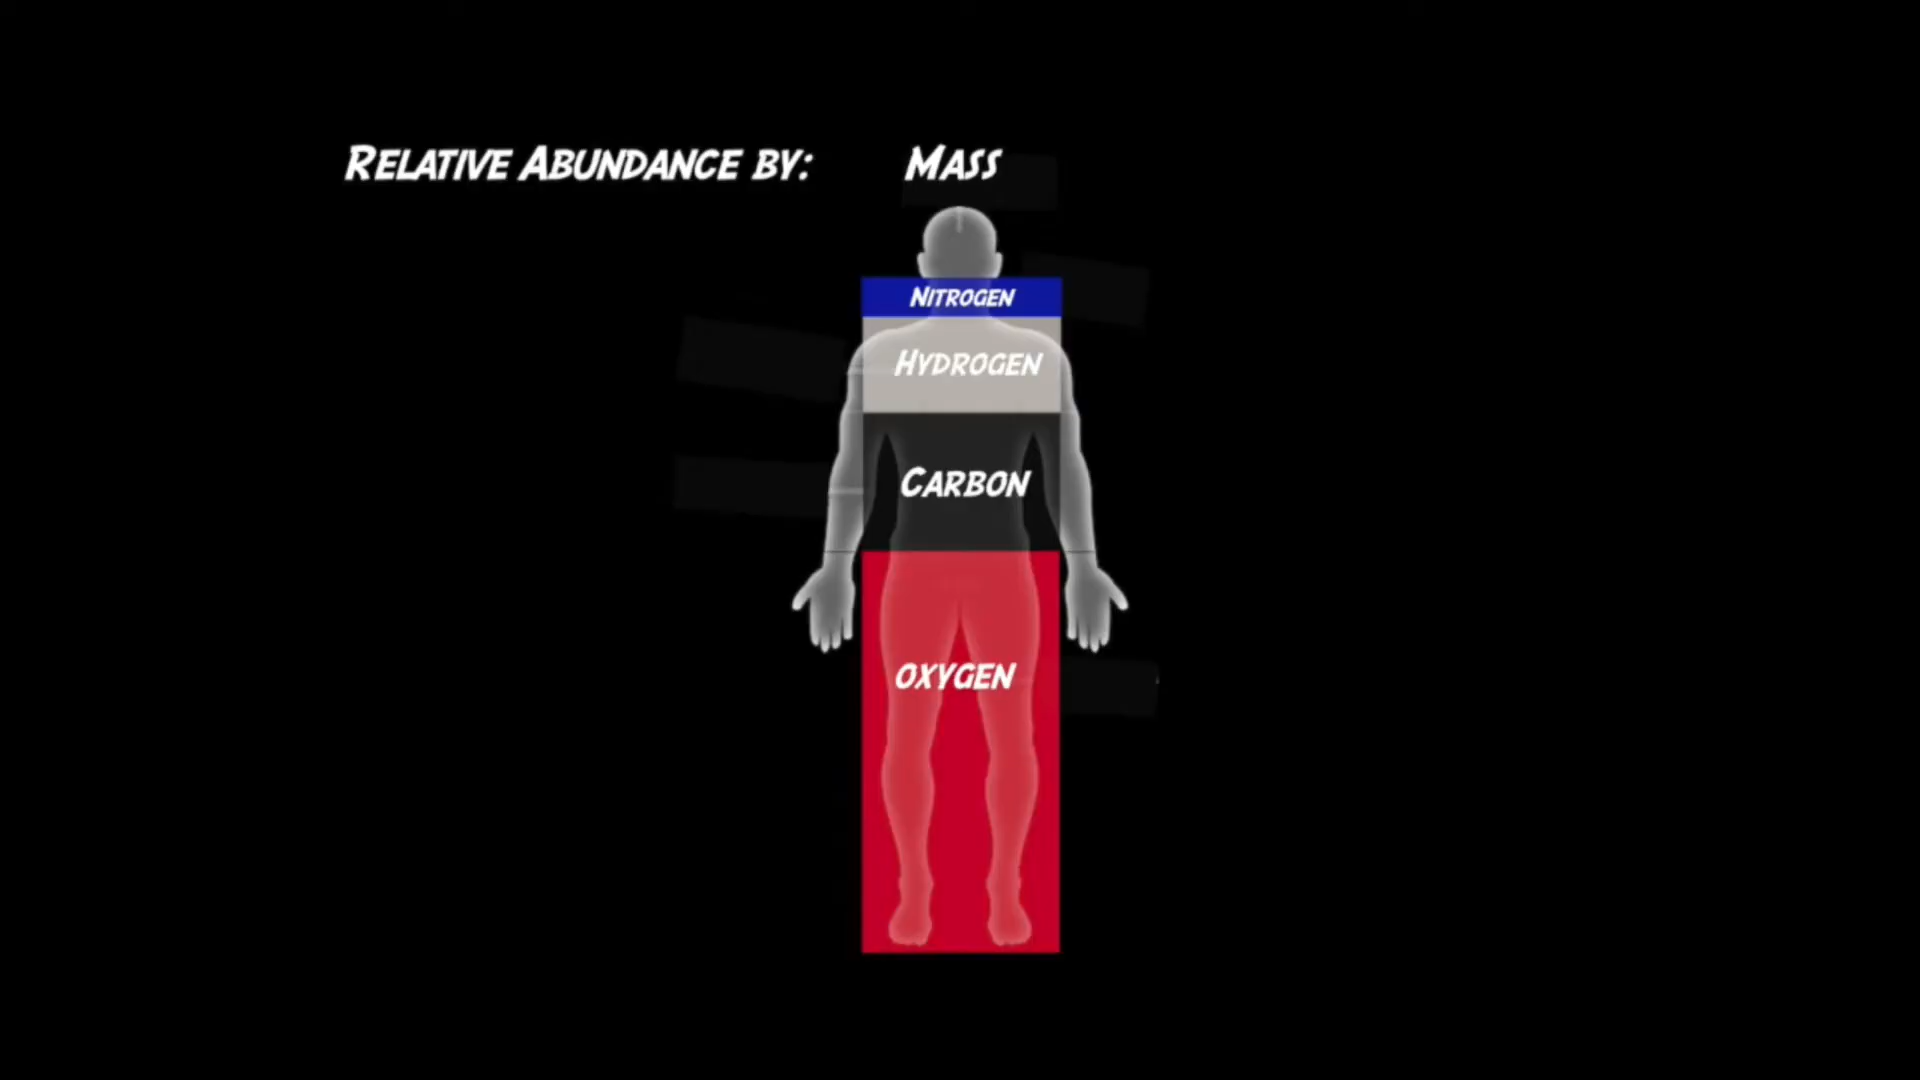 RELATIVE ABUNDANCE BY: MASS
NITROGEN
HYDROGEN
CARBON
OXYGEN